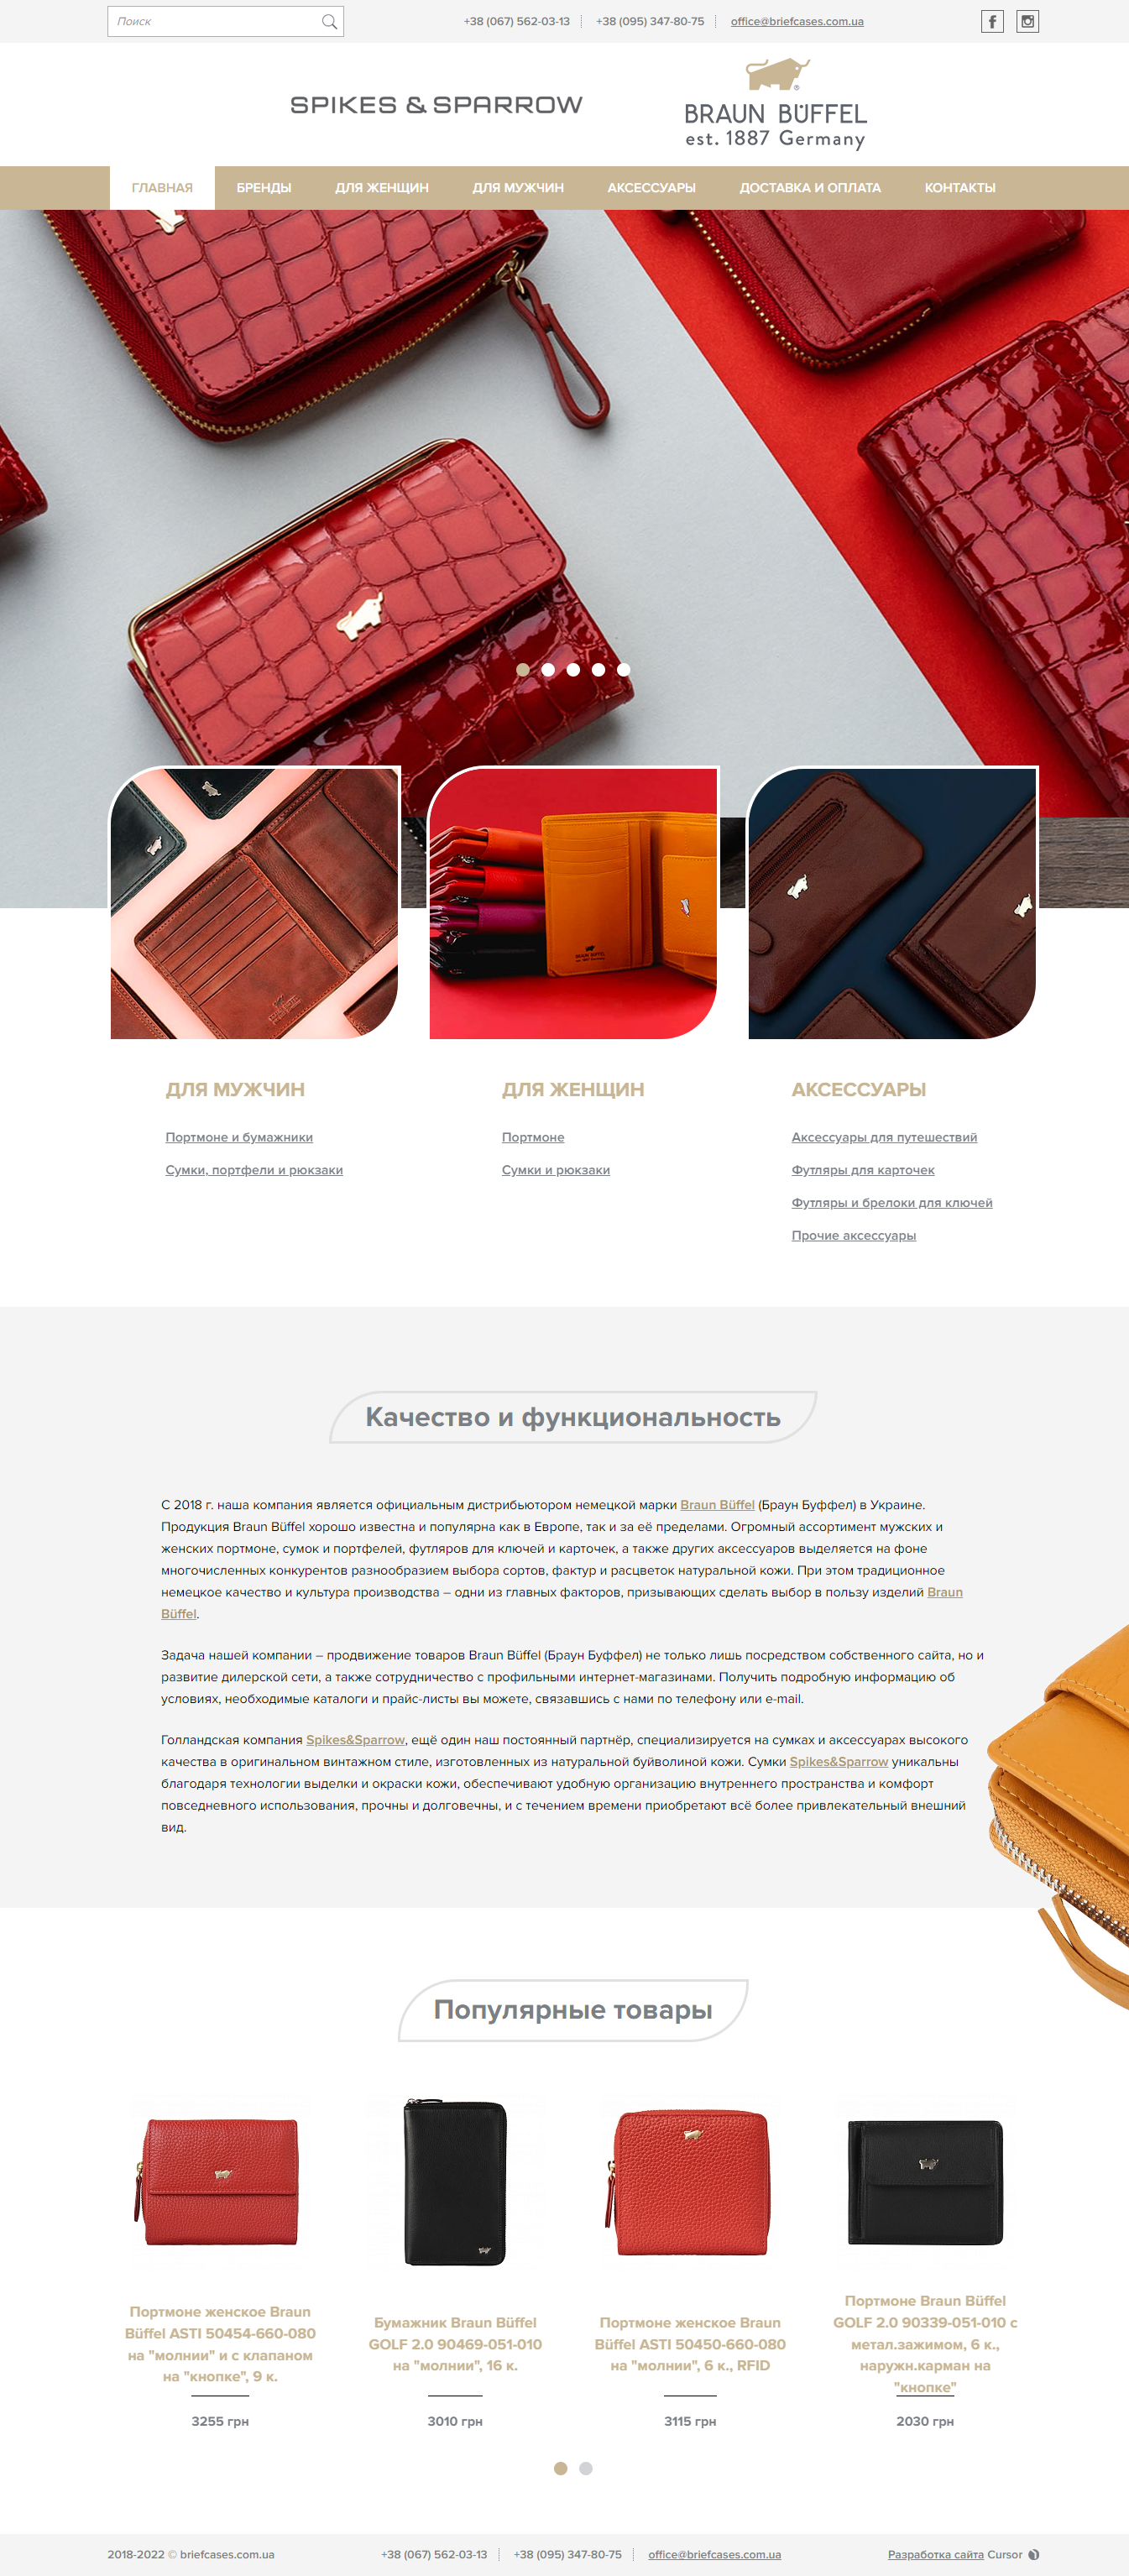 Поиск
+38 (067) 562-03-13
+38 (095) 347-80-75
office@briefcases.com.ua
SPIKES & SPARROW
BRAUN BÜFFEL
est. 1887 Germany
ГЛАВНАЯ
БРЕНДЫ
ДЛЯ ЖЕНЩИН
ДЛЯ МУЖЧИН
АКСЕССУАРЫ
ДОСТАВКА И ОПЛАТА
КОНТАКТЫ
BRAUN BÜFFEL
est. 1887 Germany
ДЛЯ МУЖЧИН
Портмоне и бумажники
Сумки, портфели и рюкзаки
ДЛЯ ЖЕНЩИН
Портмоне
Сумки и рюкзаки
АКСЕССУАРЫ
Аксессуары для путешествий
Футляры для карточек
Футляры и брелоки для ключей
Прочие аксессуары
Качество и функциональность
С 2018 г. наша компания является официальным дистрибьютором немецкой марки Braun Büffel (Браун Буффел) в Украине.
Продукция Braun Büffel хорошо известна и популярна как в Европе, так и за её пределами. Огромный ассортимент мужских и
женских портмоне, сумок и портфелей, футляров для ключей и карточек, а также других аксессуаров выделяется на фоне
многочисленных конкурентов разнообразием выбора сортов, фактур и расцветок натуральной кожи. При этом традиционное
немецкое качество и культура производства – одни из главных факторов, призывающих сделать выбор в пользу изделий Braun
Büffel.
Задача нашей компании – продвижение товаров Braun Büffel (Браун Буффел) не только лишь посредством собственного сайта, но и
развитие дилерской сети, а также сотрудничество с профильными интернет-магазинами. Получить подробную информацию об
условиях, необходимые каталоги и прайс-листы вы можете, связавшись с нами по телефону или e-mail.
Голландская компания Spikes&Sparrow, ещё один наш постоянный партнёр, специализируется на сумках и аксессуарах высокого
качества в оригинальном винтажном стиле, изготовленных из натуральной буйволиной кожи. Сумки Spikes&Sparrow уникальны
благодаря технологии выделки и окраски кожи, обеспечивают удобную организацию внутреннего пространства и комфорт
повседневного использования, прочны и долговечны, и с течением времени приобретают всё более привлекательный внешний
вид.
Популярные товары
Портмоне женское Braun
Büffel ASTI 50454-660-080
на "молнии" и с клапаном
на "кнопке", 9 к.
3255 грн
Бумажник Braun Büffel
GOLF 2.0 90469-051-010
на "молнии", 16 к.
3010 грн
Портмоне женское Braun
Büffel ASTI 50450-660-080
на "молнии", 6 к., RFID
3115 грн
Портмоне Braun Büffel
GOLF 2.0 90339-051-010 с
метал.зажимом, 6 к.,
наружн.карман на
"кнопке"
2030 грн
2018-2022 © briefcases.com.ua
+38 (067) 562-03-13
+38 (095) 347-80-75
office@briefcases.com.ua
Разработка сайта Cursor